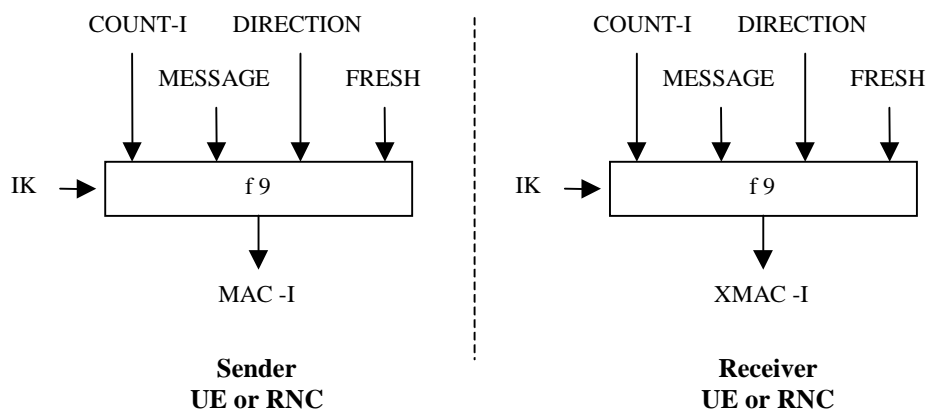 COUNT-I DIRECTION
MESSAGE FRESH
IK f 9
MAC -I
Sender
UE or RNC
COUNT-I DIRECTION
MESSAGE FRESH
IK f 9
XMAC -I
Receiver
UE or RNC